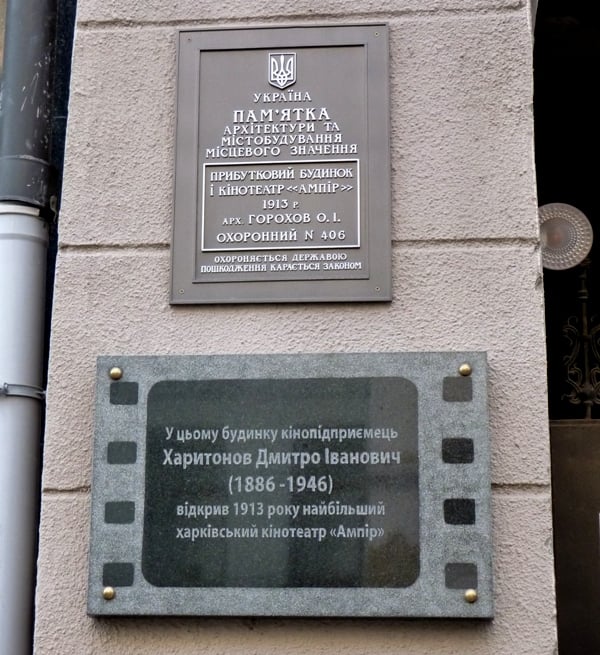 УКРАЇНА
ПАМ'ЯТКА
АРХІТЕКТУРИ ТА
МІСТОБУДУВАННЯ
МІСЦЕВОГО ЗНАЧЕННЯ
ПРИБУТКОВИЙ БУДИНОК
І КІНОТЕАТР «АМПІР»
1913 р.
АРХ. ГОРОХОВ О.І.
ОХОРОННИЙ N 406
ОХОРОНЯЄТЬСЯ ДЕРЖАВОЮ
ПОШКОДЖЕННЯ КАРАЄТЬСЯ ЗАКОНОМ
У цьому будинку кінопідприємець
Харитонов Дмитро Іванович
(1886 -1946)
відкрив 1913 року найбільший
харківський кінотеатр «Ампір»